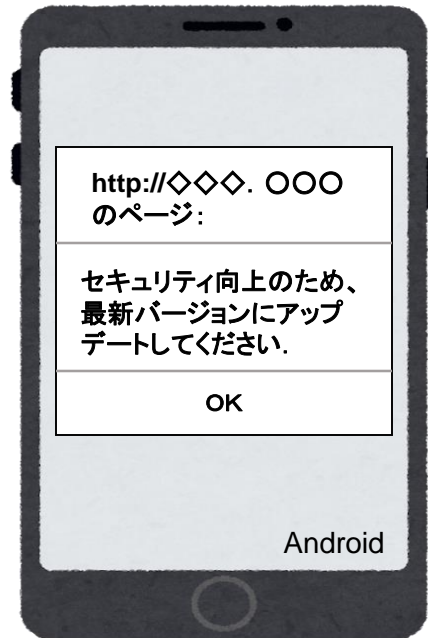 http://◇◇◇. ○○○
のページ:
セキュリティ向上のため、
最新バージョンにアップ
デートしてください.
OK
Android